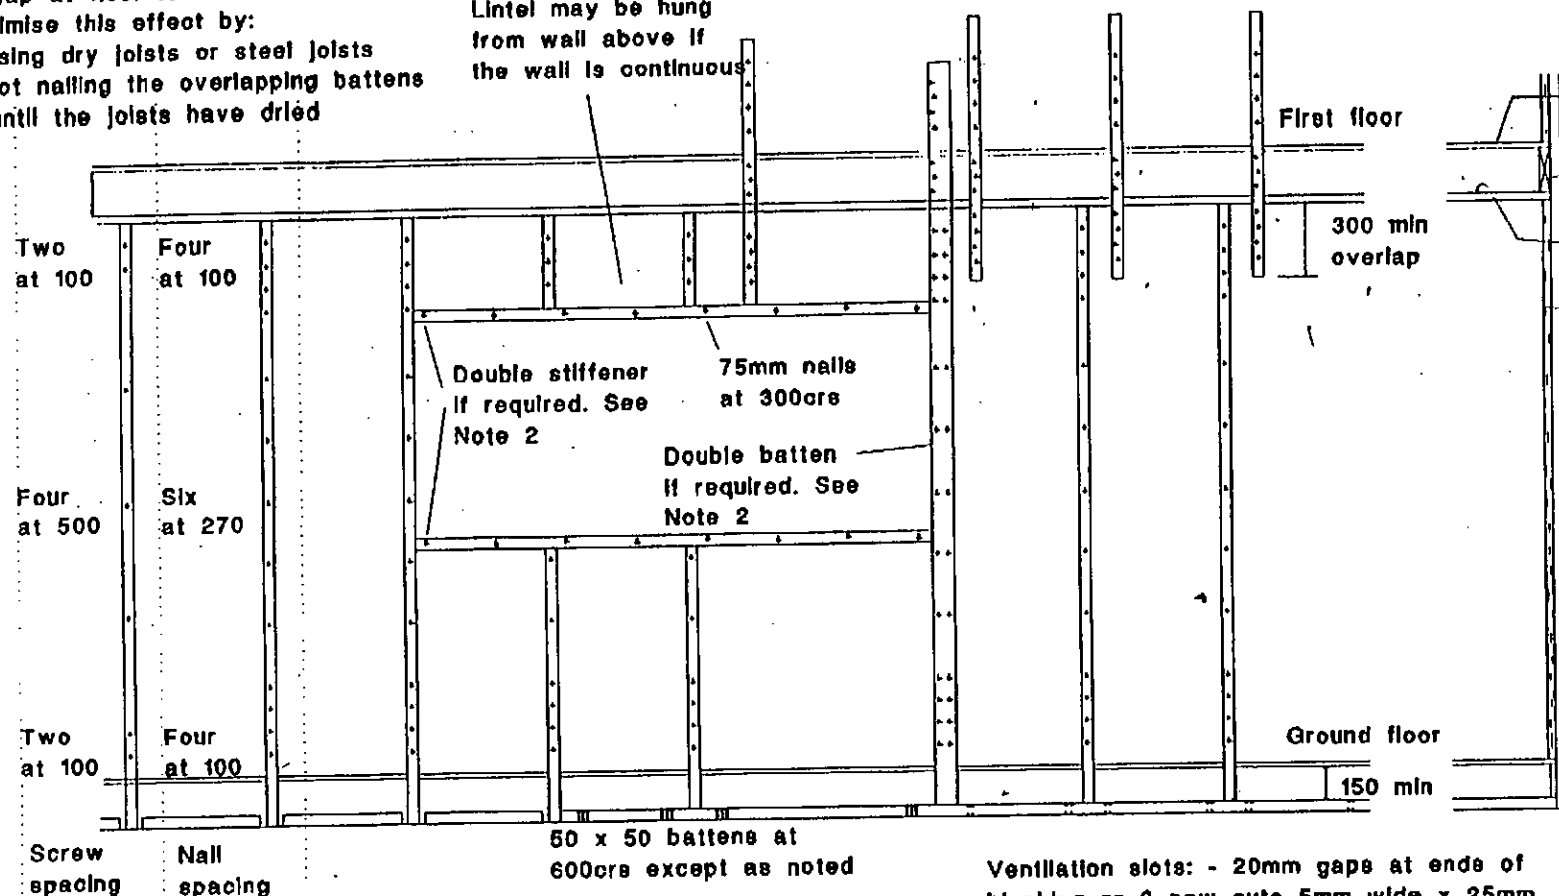 imise this effect by:
sing dry joists or steel joists
ot nailing the overlapping battens
ntil the joists have dried
Lintel may be hung
from wall above if
the wall is continuous
First floor
Two
at 100
Four
at 100
300 min
overlap
Double stiffener
if required. See
Note 2
75mm nails
at 300crs
Double batten
if required. See
Note 2
Four
at 500
Six
at 270
Two
at 100
Four
at 100
Ground floor
150 min
Screw
spacing
Nail
spacing
50 x 50 battens at
600crs except as noted
Ventilation slots: - 20mm gaps at ends of